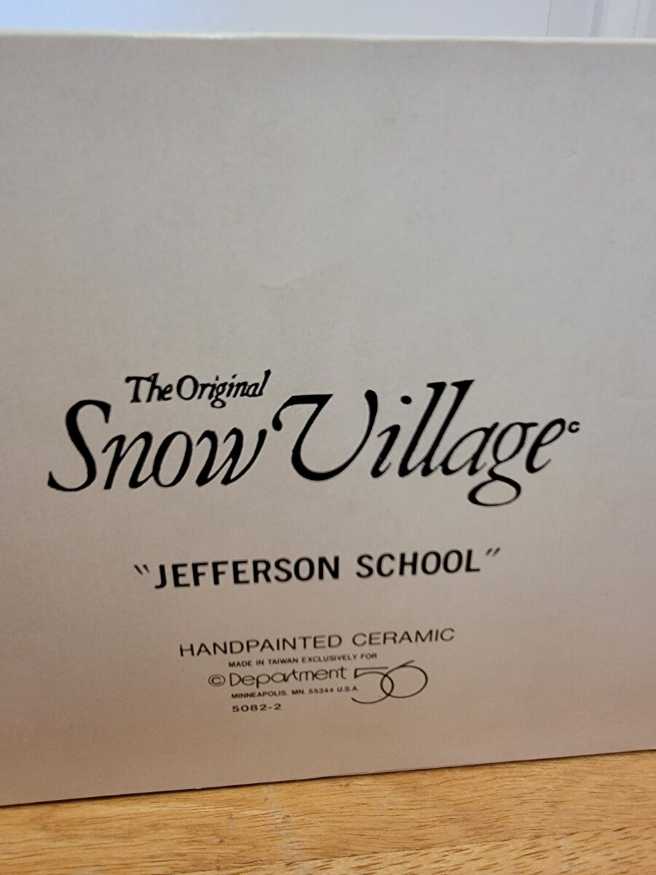 The Original
Snow Village©
"JEFFERSON SCHOOL"
HANDPAINTED CERAMIC
MADE IN TAIWAN EXCLUSIVELY FOR
© Department 56
MINNEAPOLIS, MN. 55344 U.S.A.
5082-2